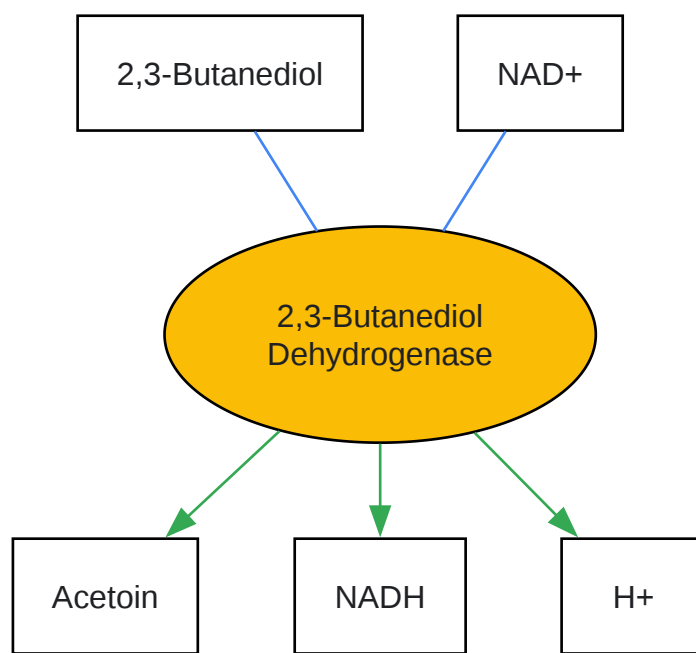 2,3-Butanediol
NAD+
2,3-Butanediol
Dehydrogenase
Acetoin
NADH
H+